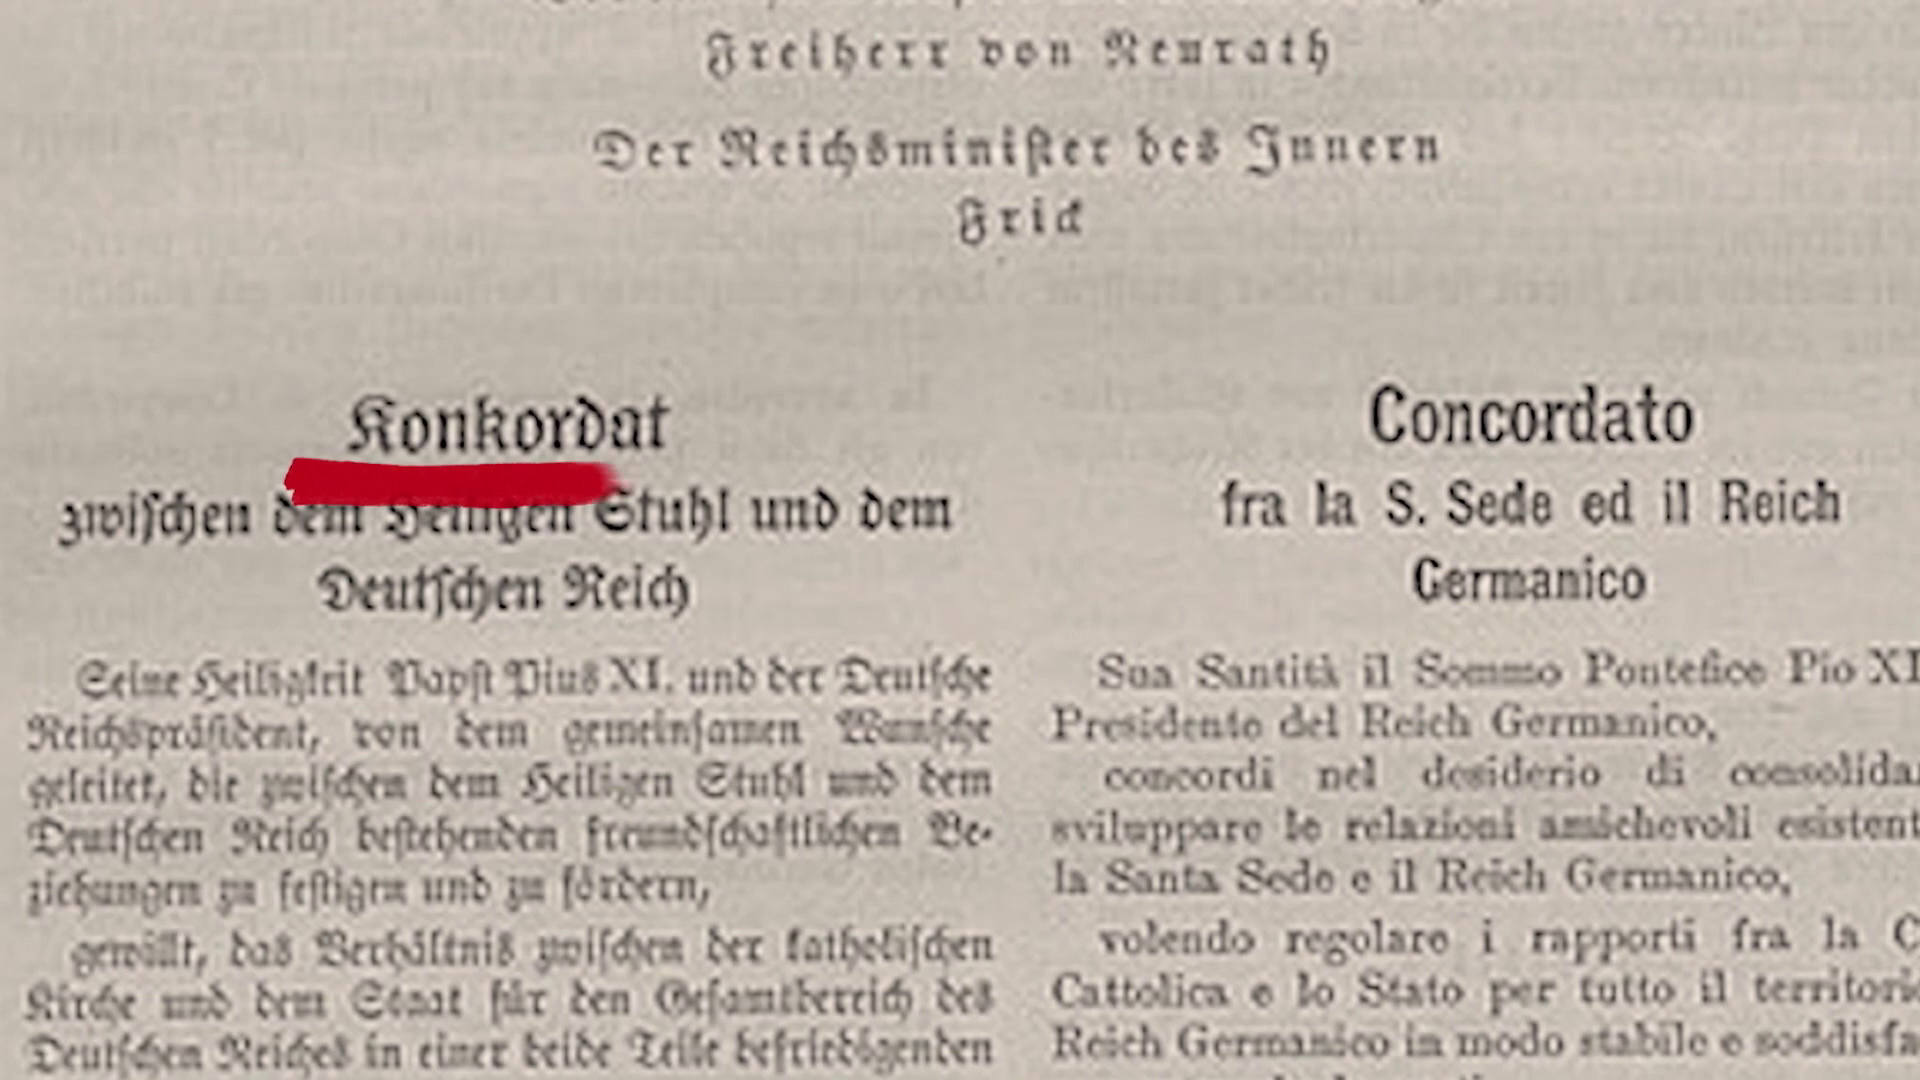 Freiherr von Neurath
Der Reichsminister des Innern
Frick
Konkordat
zwischen dem Heiligen Stuhl und dem
Deutschen Reich
Seine Heiligkeit Papst Pius XI. und der Deutsche
Reichspräsident, von dem gemeinsamen Wunsche
geleitet, die zwischen dem Heiligen Stuhl und dem
Deutschen Reich bestehenden freundschaftlichen Be-
ziehungen zu festigen und zu fördern,
gewillt, das Verhältnis zwischen der katholischen
Kirche und dem Staat für den Gesamtbereich des
Deutschen Reiches in einer beide Teile befriedigenden
Concordato
fra la S. Sede ed il Reich
Germanico
Sua Santità il Sommo Pontefice Pio XI
Presidente del Reich Germanico,
concordi nel desiderio di consolidar
sviluppare le relazioni amichevoli esistent
la Santa Sede e il Reich Germanico,
volendo regolare i rapporti fra la C
Cattolica e lo Stato per tutto il territori
Reich Germanico in modo stabile e soddisfa